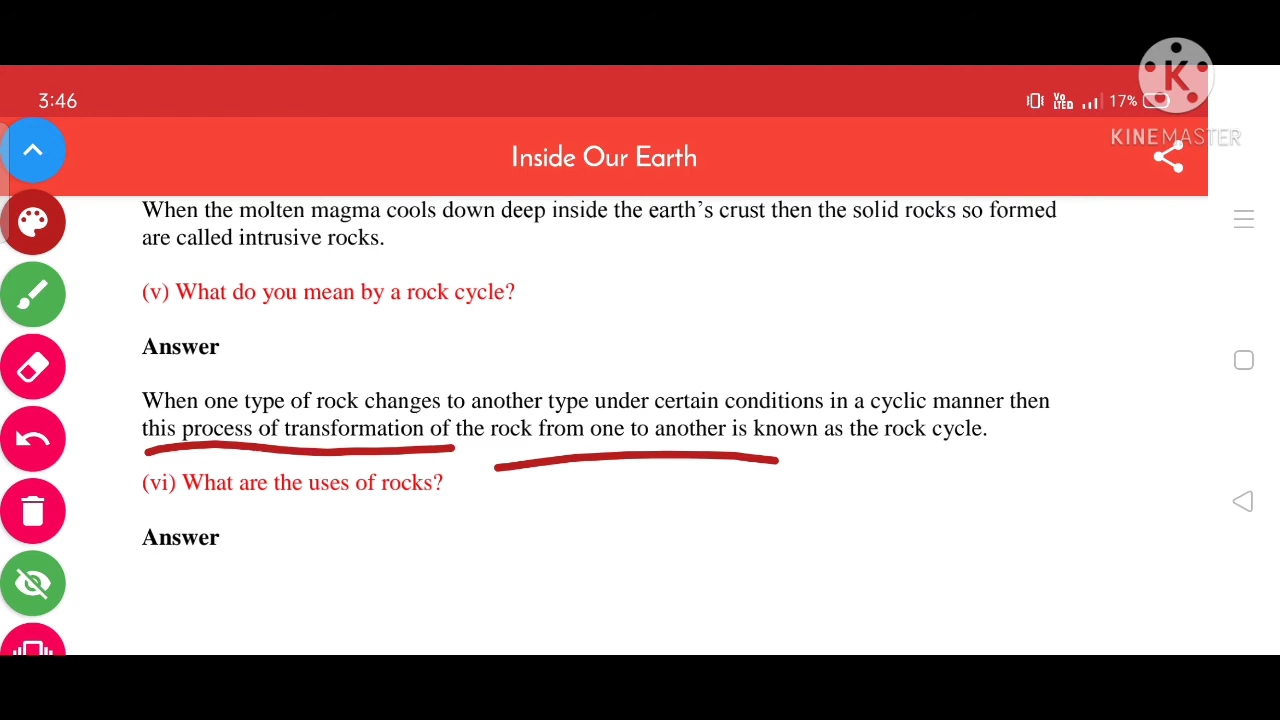 K
3:46
Vo
LTED
17%
KINEMASTER
Inside Our Earth
When the molten magma cools down deep inside the earth's crust then the solid rocks so formed
are called intrusive rocks.
(v) What do you mean by a rock cycle?
Answer
When one type of rock changes to another type under certain conditions in a cyclic manner then
this process of transformation of the rock from one to another is known as the rock cycle.
(vi) What are the uses of rocks?
Answer